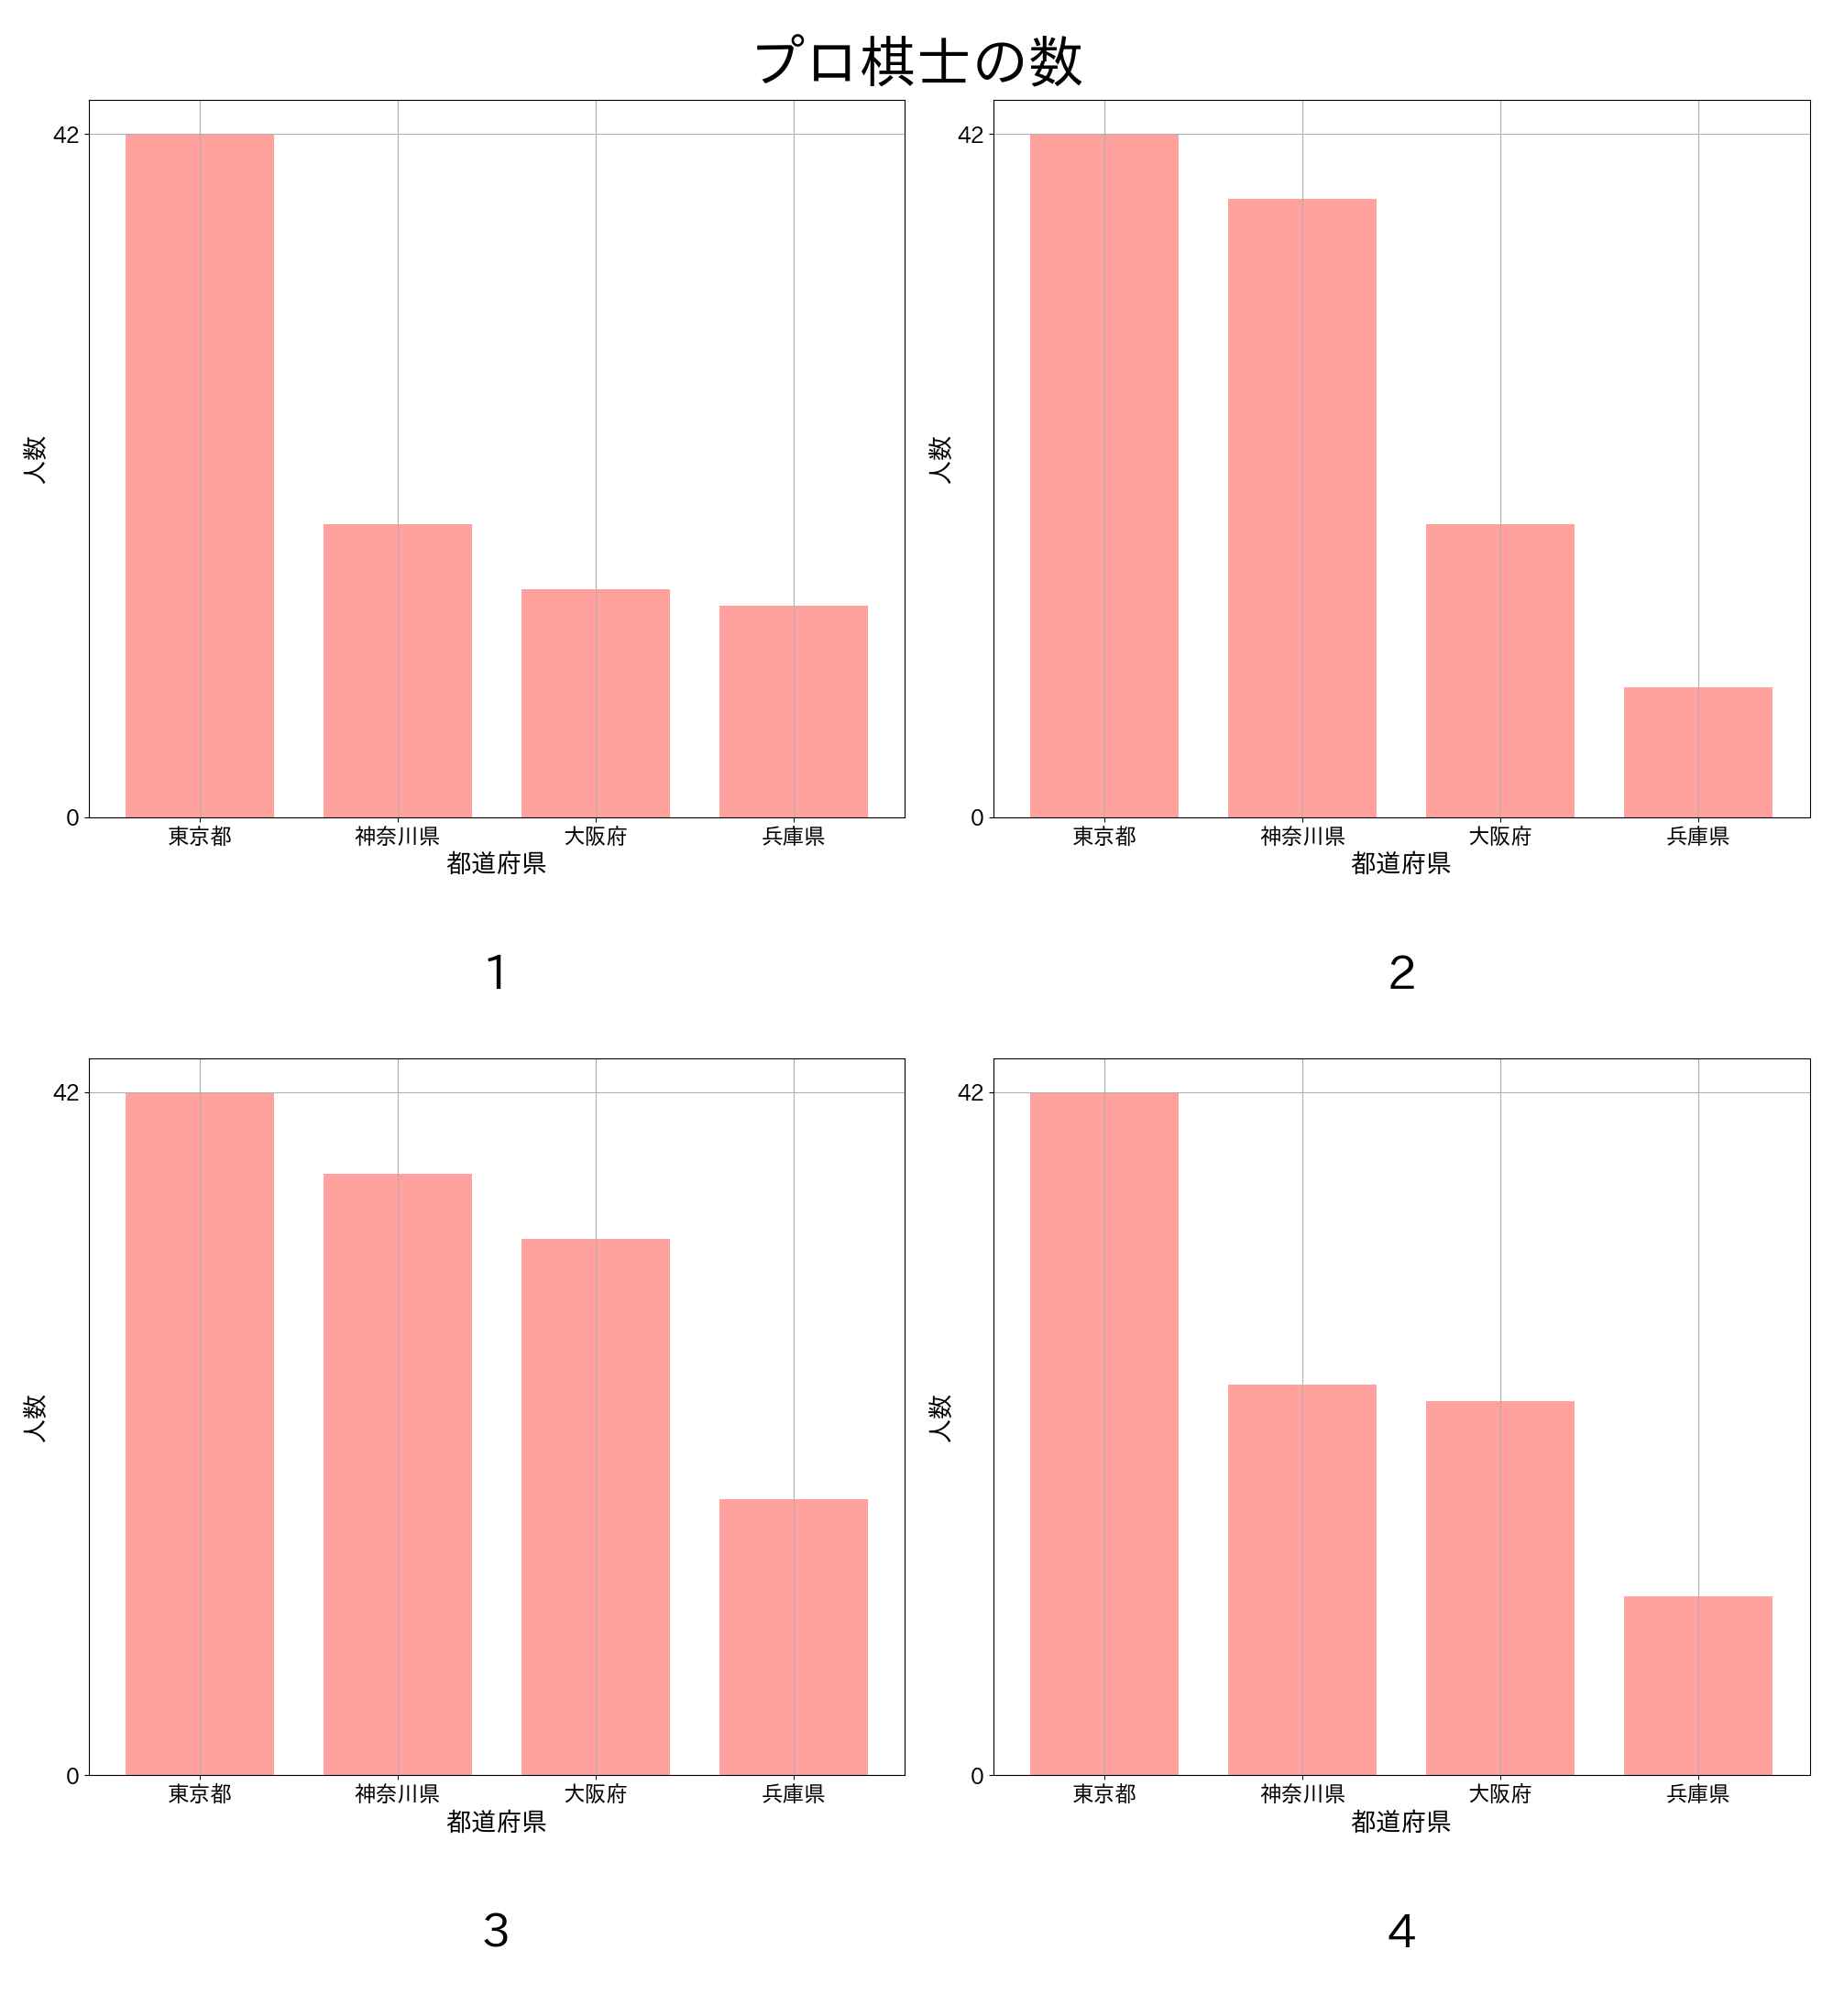 プロ棋士の数
42
0
人数
東京都 神奈川県 大阪府 兵庫県
都道府県
1
42
0
人数
東京都 神奈川県 大阪府 兵庫県
都道府県
2
42
0
人数
東京都 神奈川県 大阪府 兵庫県
都道府県
3
42
0
人数
東京都 神奈川県 大阪府 兵庫県
都道府県
4